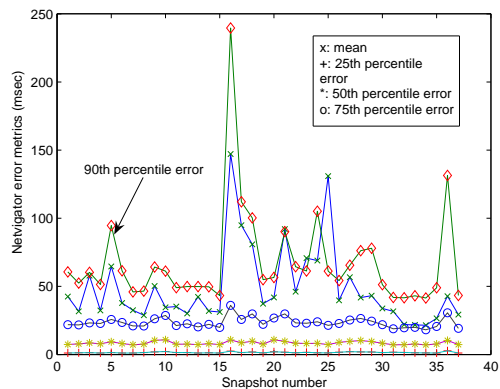 250
200
150
100
50
0
0 5 10 15 20 25 30 35 40
Netvigator error metrics (msec)
Snapshot number
90th percentile error
x: mean
+: 25th percentile
error
*: 50th percentile error
o: 75th percentile error